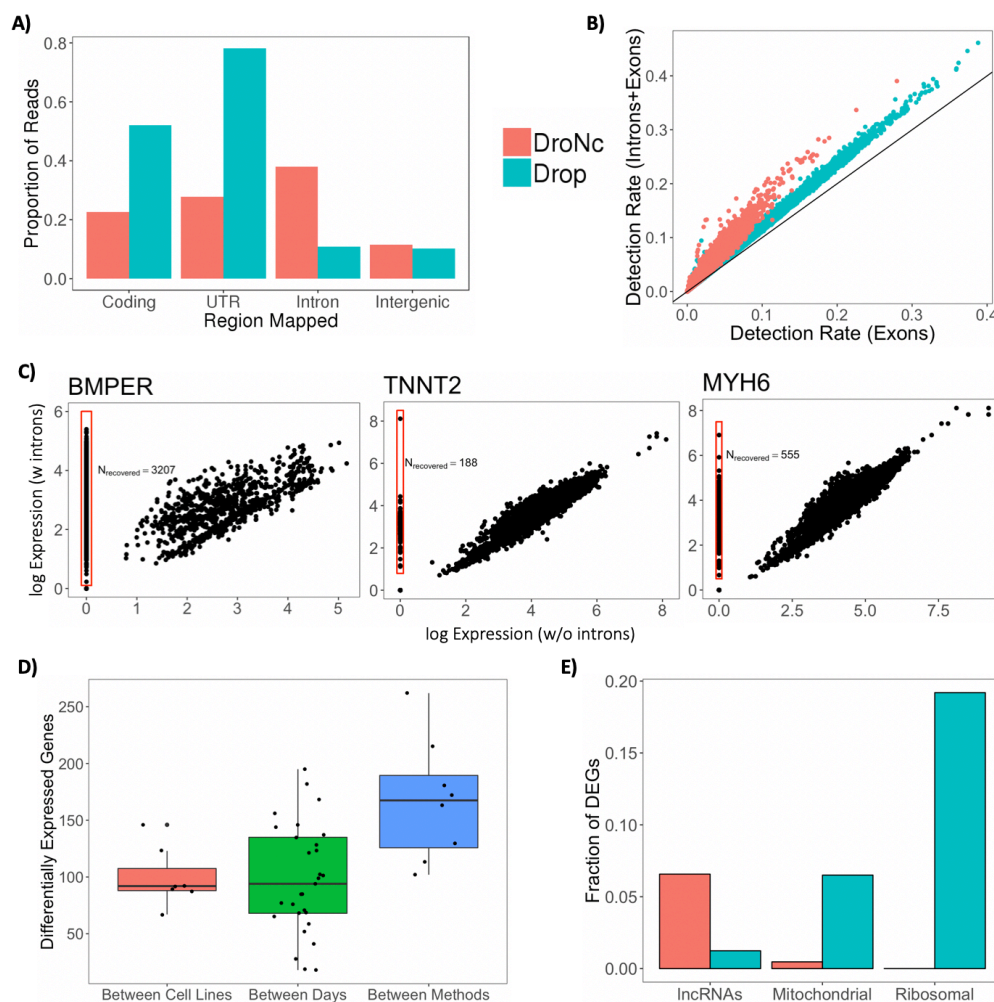 A)
Proportion of Reads
0.8
0.6
0.4
0.2
0.0
Coding UTR Intron Intergenic
Region Mapped
DroNc
Drop
B)
Detection Rate (Introns+Exons)
0.4
0.3
0.2
0.1
0.0
0.0 0.1 0.2 0.3 0.4
Detection Rate (Exons)
C)
BMPER
log Expression (w introns)
6
4
2
0
N recovered = 3207
0 1 2 3 4 5
TNNT2
8
6
4
2
0
N recovered = 188
0 2 4 6 8
log Expression (w/o introns)
MYH6
8
6
4
2
0
N recovered = 555
0.0 2.5 5.0 7.5
D)
Differentially Expressed Genes
250
200
150
100
50
Between Cell Lines Between Days Between Methods
E)
Fraction of DEGs
0.20
0.15
0.10
0.05
0.00
lncRNAs Mitochondrial Ribosomal